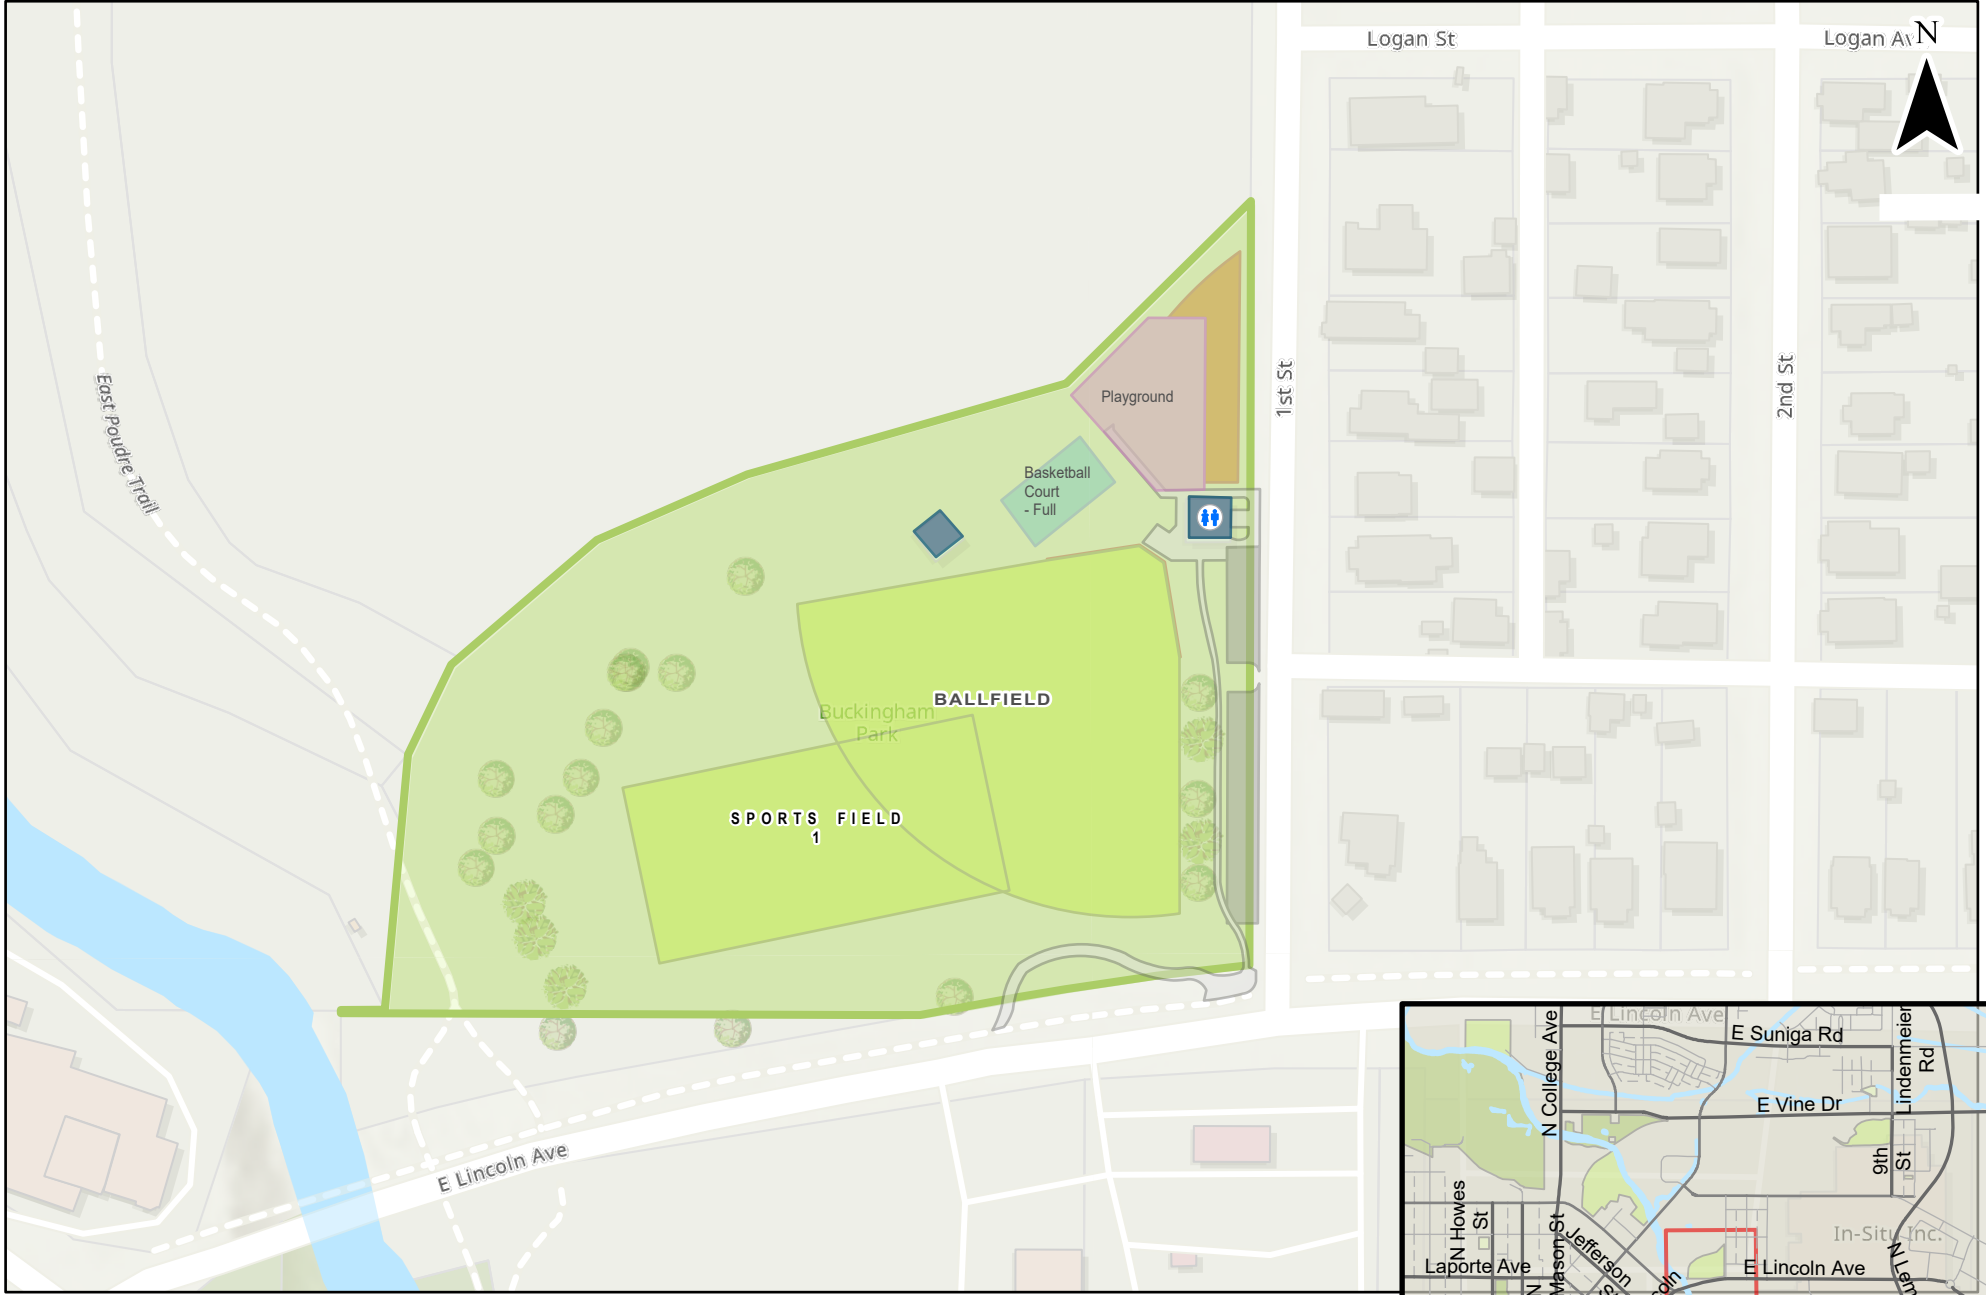 Logan St
Logan Av
N
East Poudre Trail
1st St
2nd St
Playground
Basketball
Court
- Full
BALLFIELD
Buckingham
Park
SPORTS FIELD
1
E Lincoln Ave
E Lincoln Ave
E Suniga Rd
N College Ave
Lindenmeier
Rd
E Vine Dr
9th
St
N Howes
St
Mason St
N
Jefferson
In-Situ Inc.
Laporte Ave
E Lincoln Ave
N Lem
coln